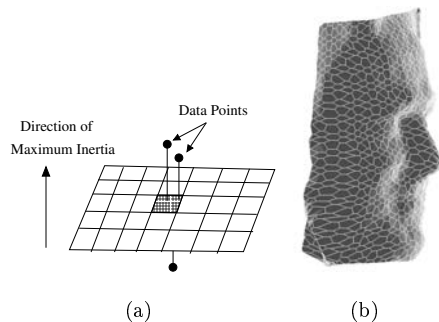 Data Points
Direction of
Maximum Inertia
(a)
(b)